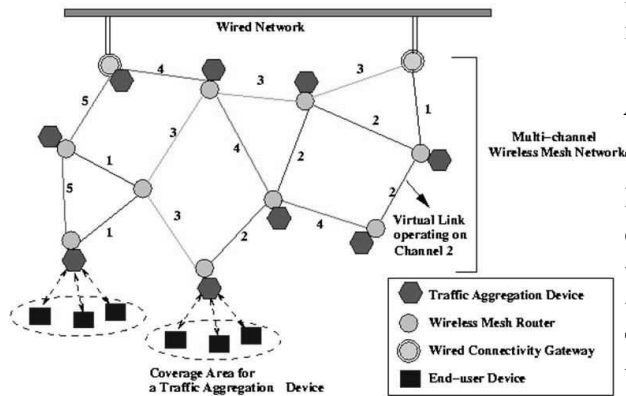 Wired Network
4
3
3
5
1
3
2
Multi-channel
Wireless Mesh Network
1
4
2
5
2
3
Virtual Link
operating on
Channel 2
1
2
4
Traffic Aggregation Device
Wireless Mesh Router
Wired Connectivity Gateway
End-user Device
Coverage Area for
a Traffic Aggregation Device